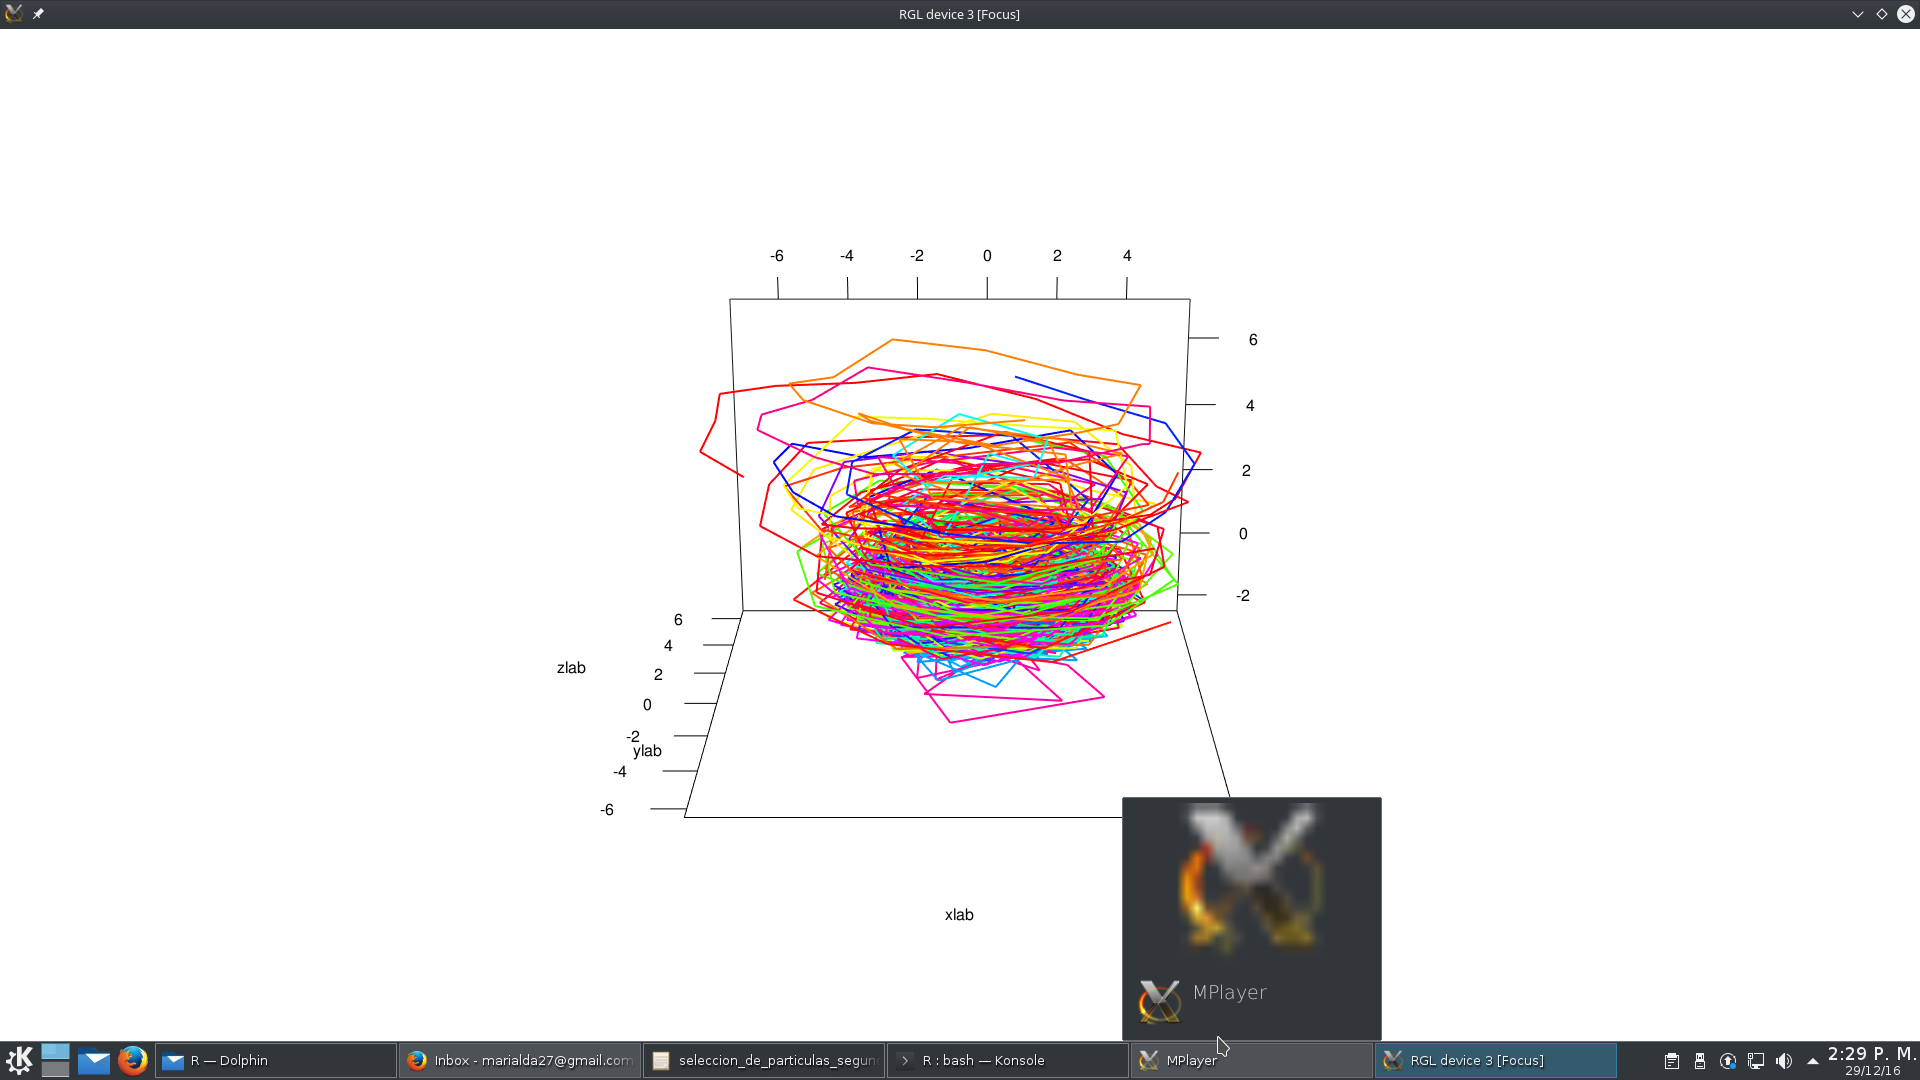 RGL device 3 [Focus]
-6 -4 -2 0 2 4
6
4
2
0
-2
6
4
2
0
-2
-4
-6
zlab
ylab
xlab
MPlayer
R — Dolphin
Inbox - marialda27@gmail.com
seleccion_de_particulas_segun
R : bash — Konsole
MPlayer
RGL device 3 [Focus]
2:29 P. M.
29/12/16